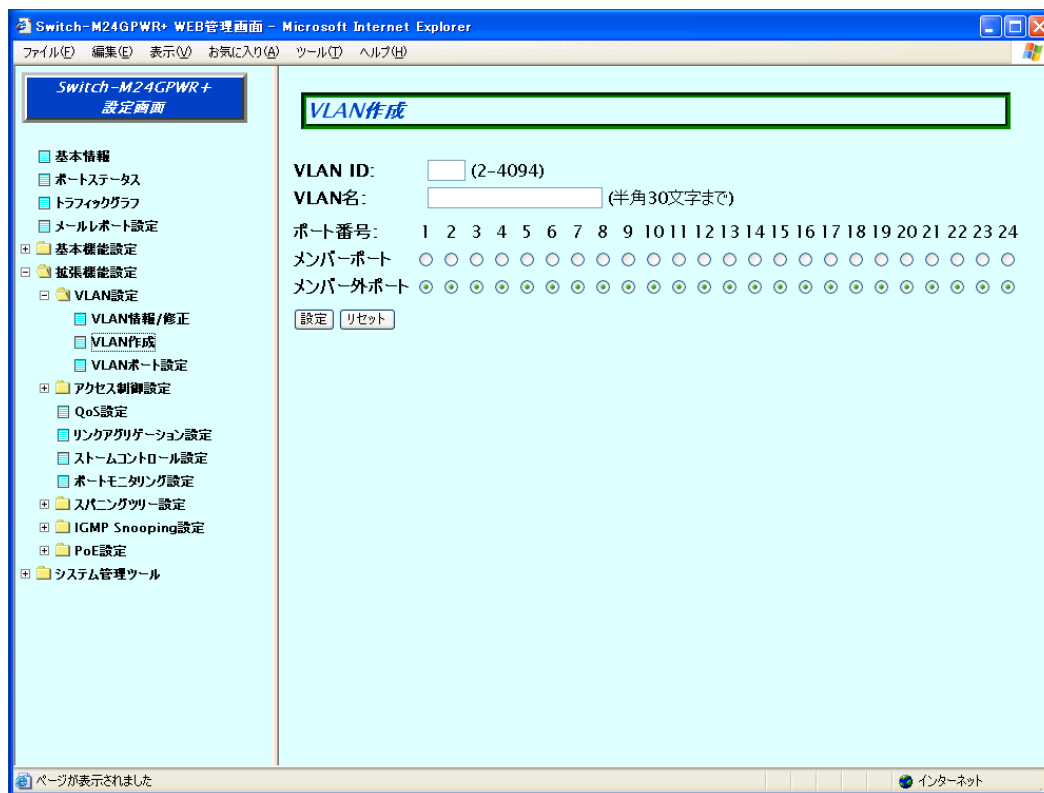 Switch-M24GPWR+ WEB管理画面 - Microsoft Internet Explorer
ファイル(F) 編集(E) 表示(V) お気に入り(A) ツール(T) ヘルプ(H)
Switch-M24GPWR+
設定画面
基本情報
ポートステータス
トラフィックグラフ
メールレポート設定
基本機能設定
拡張機能設定
VLAN設定
VLAN情報/修正
VLAN作成
VLANポート設定
アクセス制御設定
QoS設定
リンクアグリゲーション設定
ストームコントロール設定
ポートモニタリング設定
スパニングツリー設定
IGMP Snooping設定
PoE設定
システム管理ツール
VLAN作成
VLAN ID: (2-4094)
VLAN名: (半角30文字まで)
ポート番号: 1 2 3 4 5 6 7 8 9 10 11 12 13 14 15 16 17 18 19 20 21 22 23 24
メンバーポート
メンバー外ポート
設定 リセット
ページが表示されました インターネット